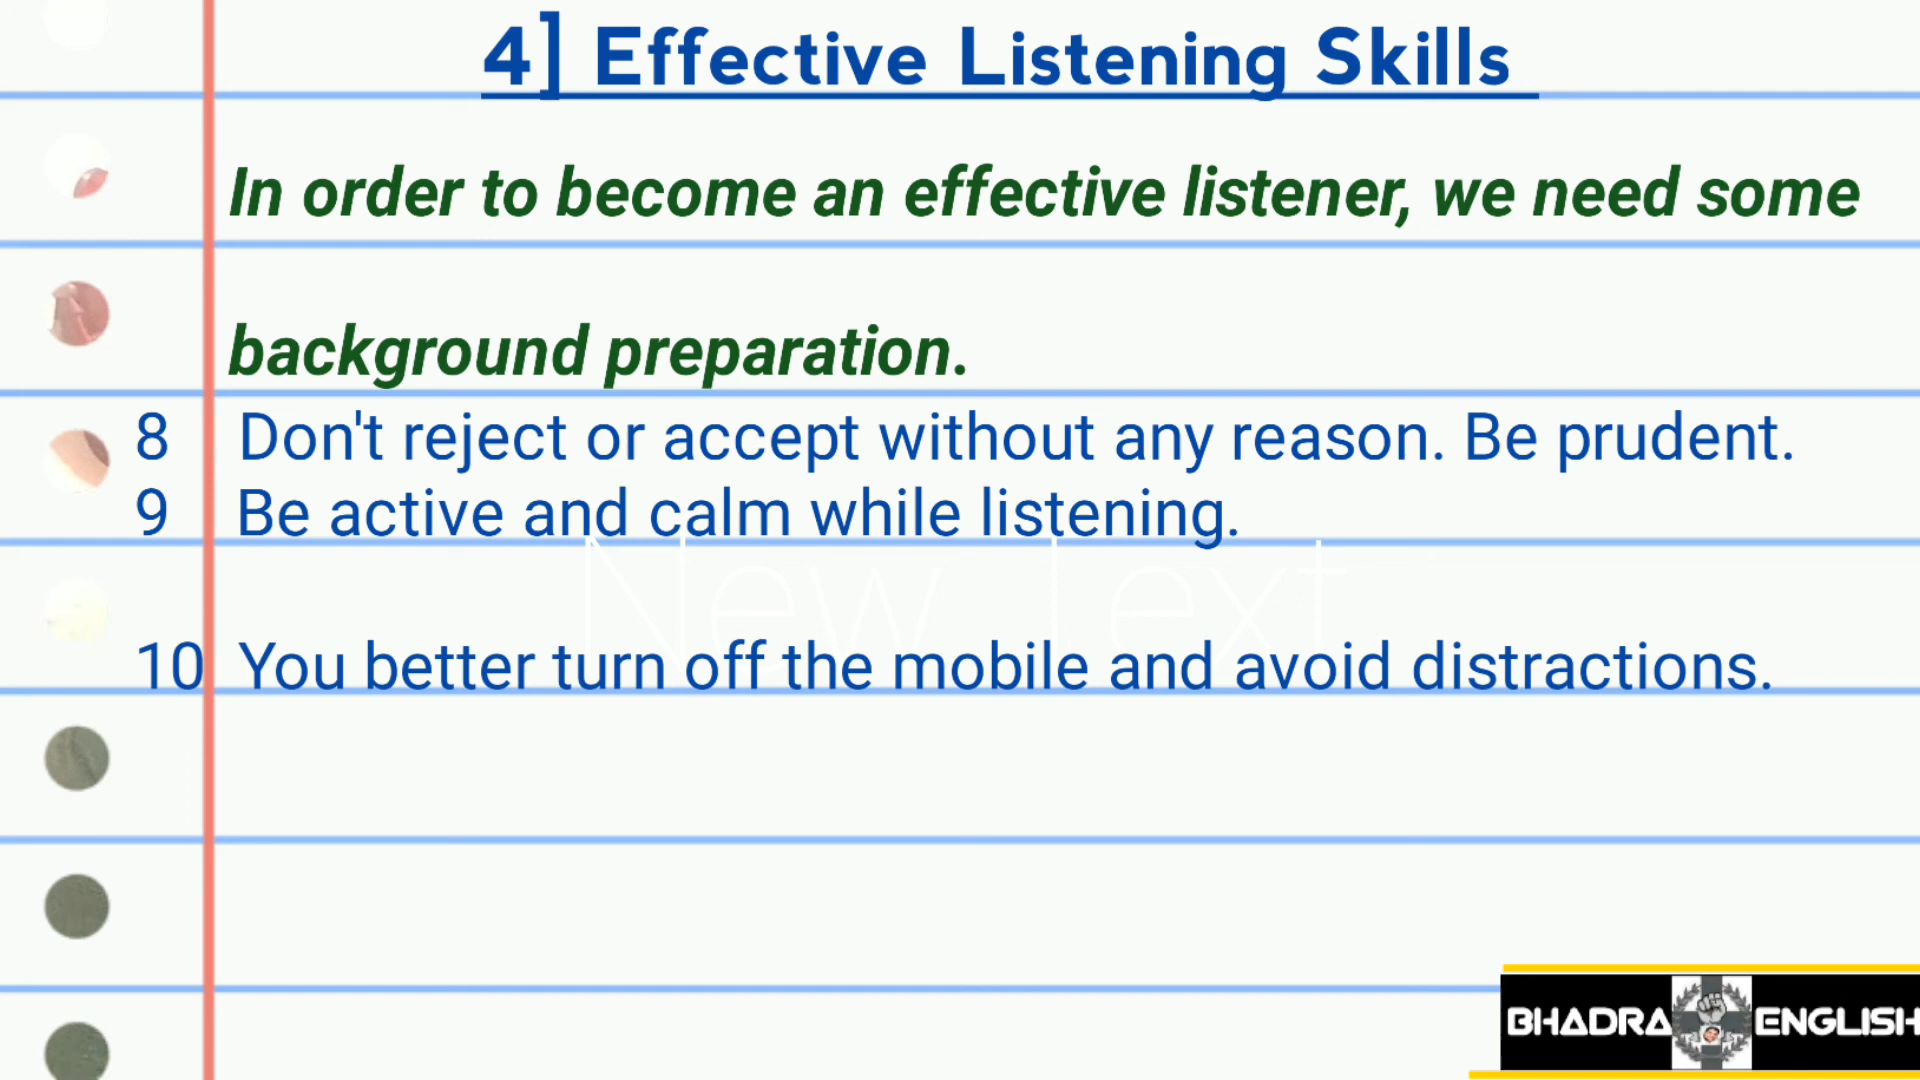 4] Effective Listening Skills
In order to become an effective listener, we need some
background preparation.
8 Don't reject or accept without any reason. Be prudent.
9 Be active and calm while listening.
New Text
10 You better turn off the mobile and avoid distractions.
BHADRA ENGLISH